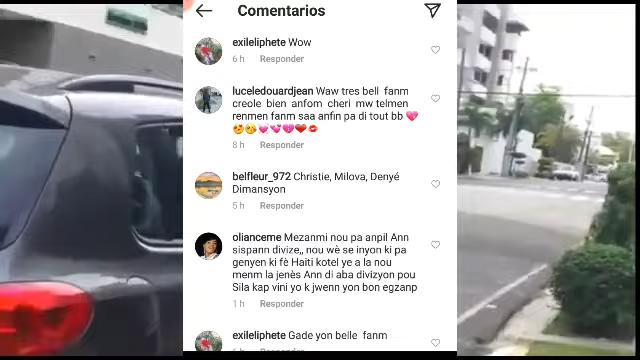 Comentarios
exileliphete Wow
6 h Responder
luceledouardjean Waw tres bell fanm
creole bien anfom cheri mw telmen
renmen fanm saa anfin pa di tout bb 💘
🥰😘💓💕💔❤️💋
8 h Responder
belfleur_972 Christie, Milova, Denyé
Dimansyon
5 h Responder
olianceme Mezanmi nou pa anpil Ann
sispann divize,, nou wè se inyon ki pa
genyen ki fè Haiti kotel ye a la nou
menm la jenès Ann di aba divizyon pou
Sila kap vini yo k jwenn yon bon egzanp
1 h Responder
exileliphete Gade yon belle fanm
Responder